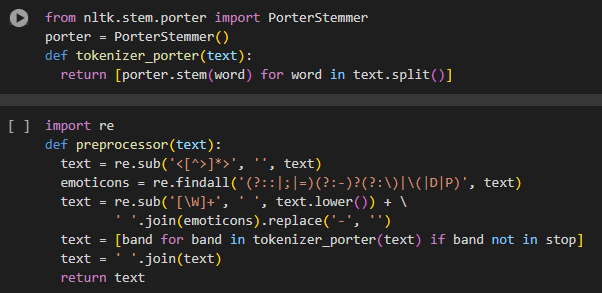 from nltk.stem.porter import PorterStemmer
porter = PorterStemmer()
def tokenizer_porter(text):
  return [porter.stem(word) for word in text.split()]
[ ] import re
def preprocessor(text):
  text = re.sub('<[^>]*>', '', text)
  emoticons = re.findall('(?::|;|=)(?:-)?(?:\)|\(|D|P)', text)
  text = re.sub('[\W]+', ' ', text.lower()) + \
        ' '.join(emoticons).replace('-', '')
  text = [band for band in tokenizer_porter(text) if band not in stop]
  text = ' '.join(text)
  return text